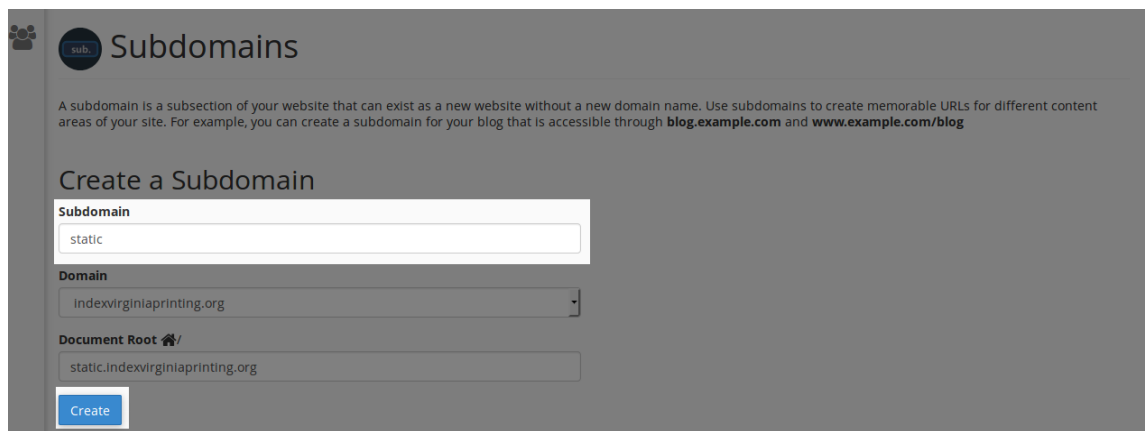 sub.
Subdomains
A subdomain is a subsection of your website that can exist as a new website without a new domain name. Use subdomains to create memorable URLs for different content
areas of your site. For example, you can create a subdomain for your blog that is accessible through blog.example.com and www.example.com/blog
Create a Subdomain
Subdomain
static
Domain
indexvirginiaprinting.org
Document Root /
static.indexvirginiaprinting.org
Create